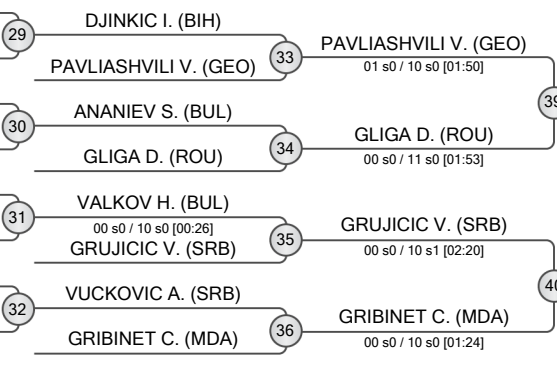 29
DJINKIC I. (BIH)
33
PAVLIASHVILI V. (GEO)
PAVLIASHVILI V. (GEO)
01 s0 / 10 s0 [01:50]
39
30
ANANIEV S. (BUL)
34
GLIGA D. (ROU)
GLIGA D. (ROU)
00 s0 / 11 s0 [01:53]
31
VALKOV H. (BUL)
00 s0 / 10 s0 [00:26]
35
GRUJICIC V. (SRB)
GRUJICIC V. (SRB)
00 s0 / 10 s1 [02:20]
40
32
VUCKOVIC A. (SRB)
36
GRIBINET C. (MDA)
GRIBINET C. (MDA)
00 s0 / 10 s0 [01:24]